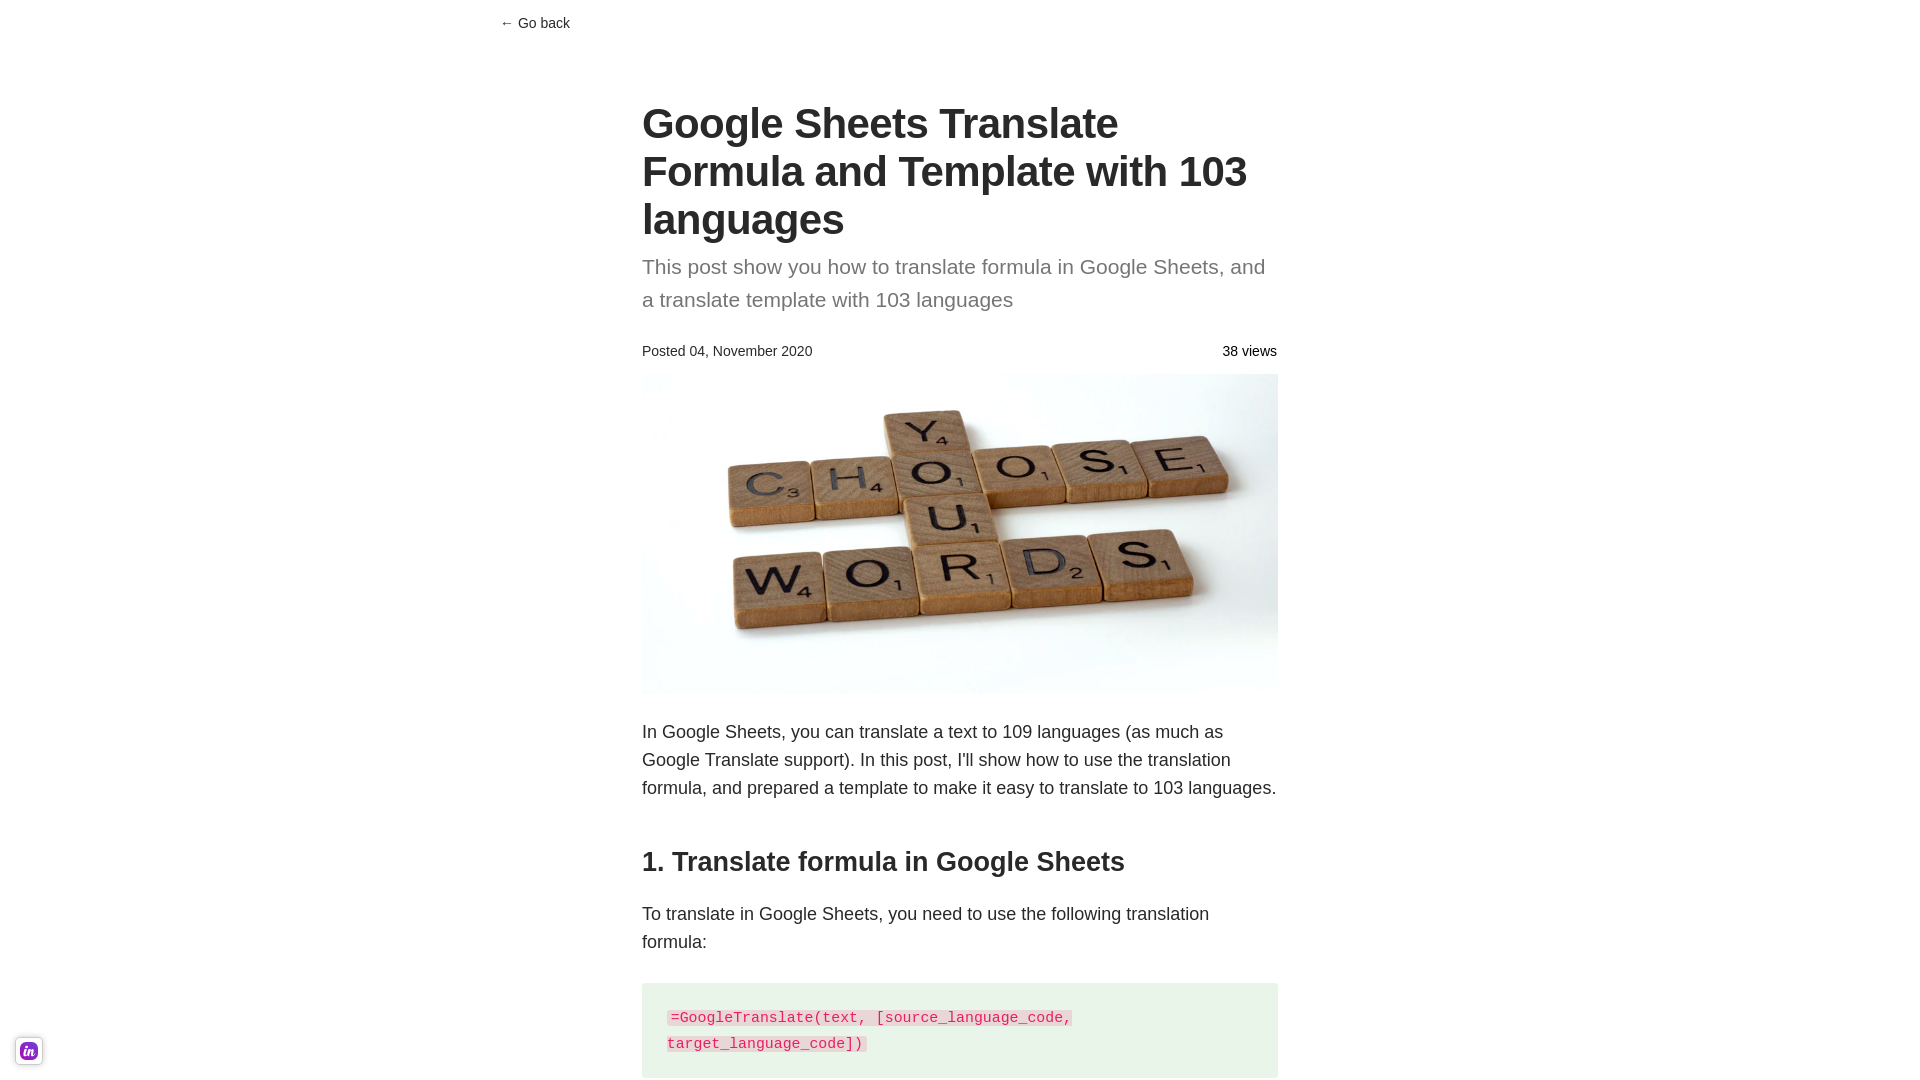 ← Go back
Google Sheets Translate
Formula and Template with 103
languages
This post show you how to translate formula in Google Sheets, and
a translate template with 103 languages
Posted 04, November 2020
38 views
Y4
C3 H4 O1 O1 S1 E1
U1
W4 O1 R1 D2 S1
In Google Sheets, you can translate a text to 109 languages (as much as
Google Translate support). In this post, I'll show how to use the translation
formula, and prepared a template to make it easy to translate to 103 languages.
1. Translate formula in Google Sheets
To translate in Google Sheets, you need to use the following translation
formula:
=GoogleTranslate(text, [source_language_code,
target_language_code])
in